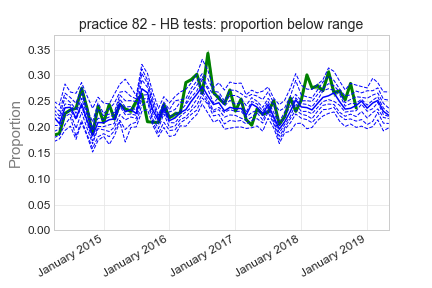 practice 82 - HB tests: proportion below range
Proportion
0.35
0.30
0.25
0.20
0.15
0.10
0.05
0.00
January 2015
January 2016
January 2017
January 2018
January 2019